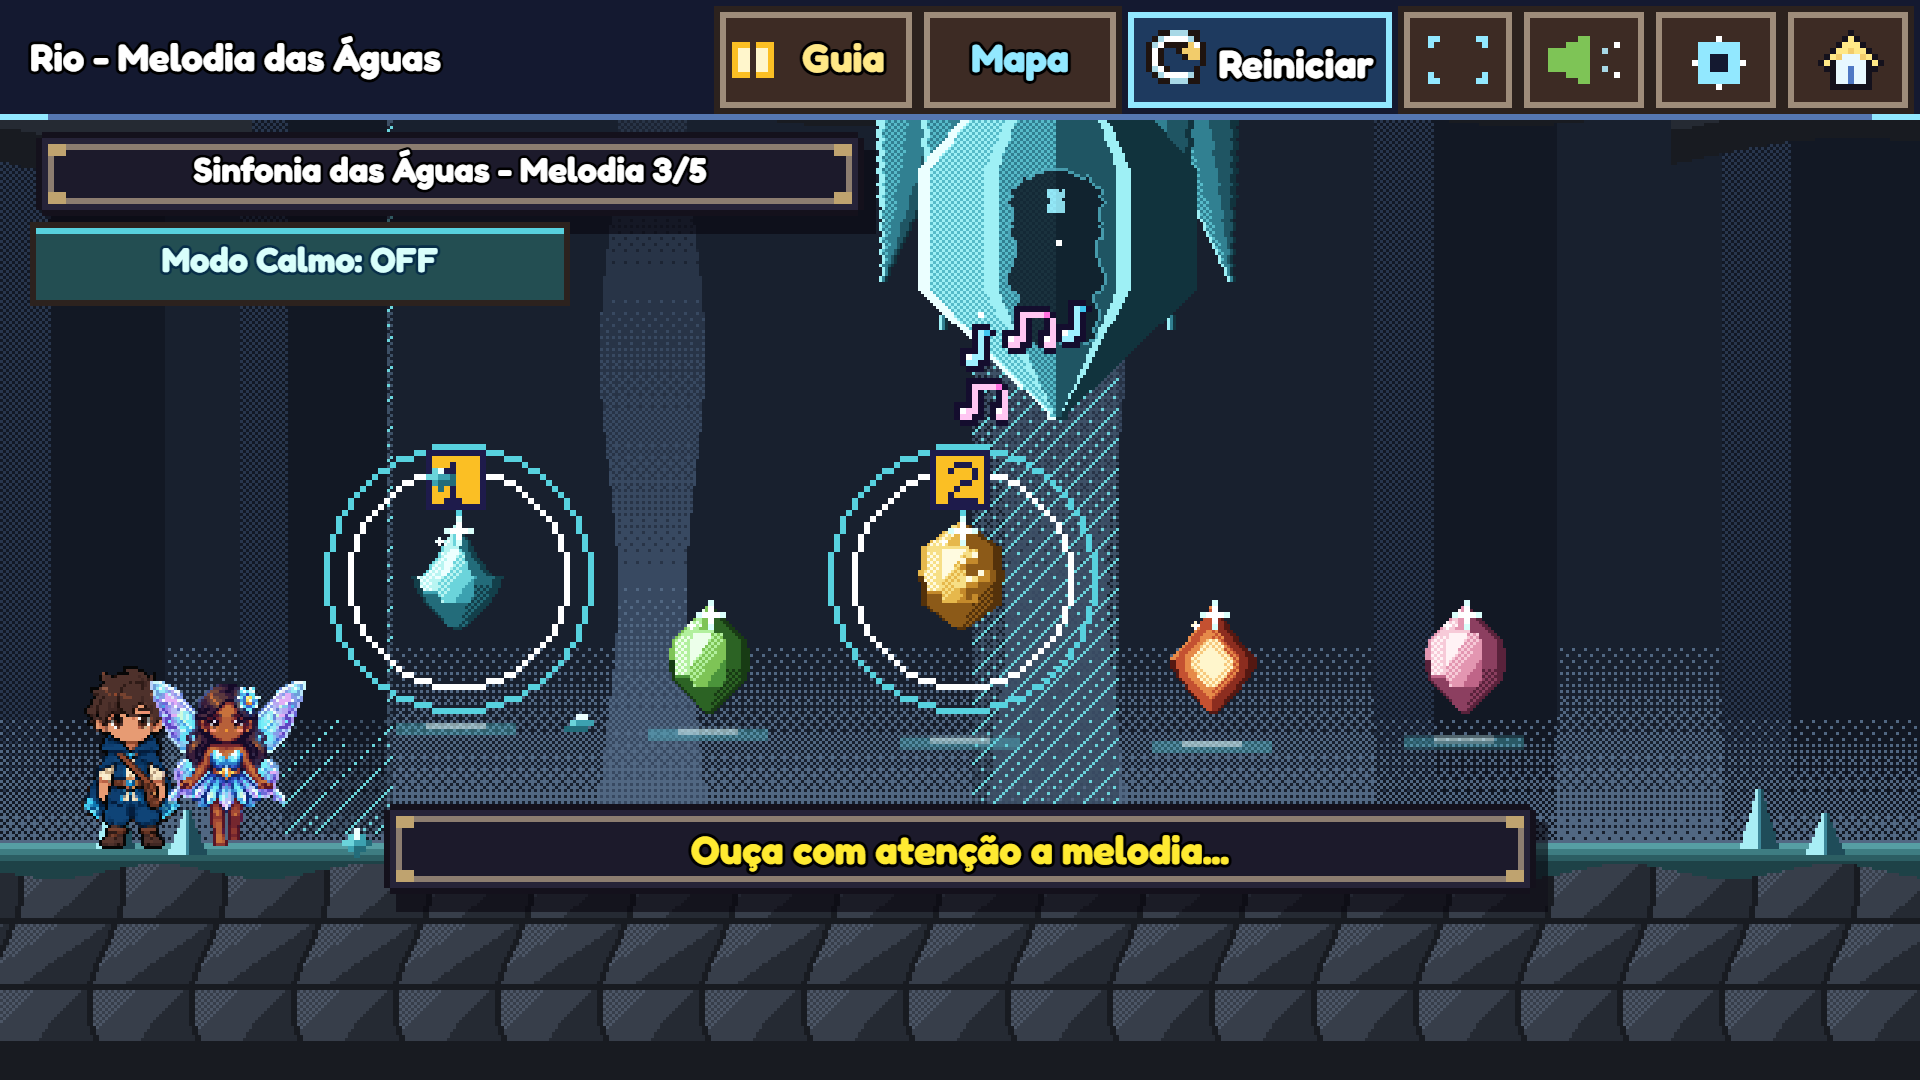 Rio - Melodia das Águas
Guia
Mapa
Reiniciar
Sinfonia das Águas - Melodia 3/5
Modo Calmo: OFF
1
2
Ouça com atenção a melodia...